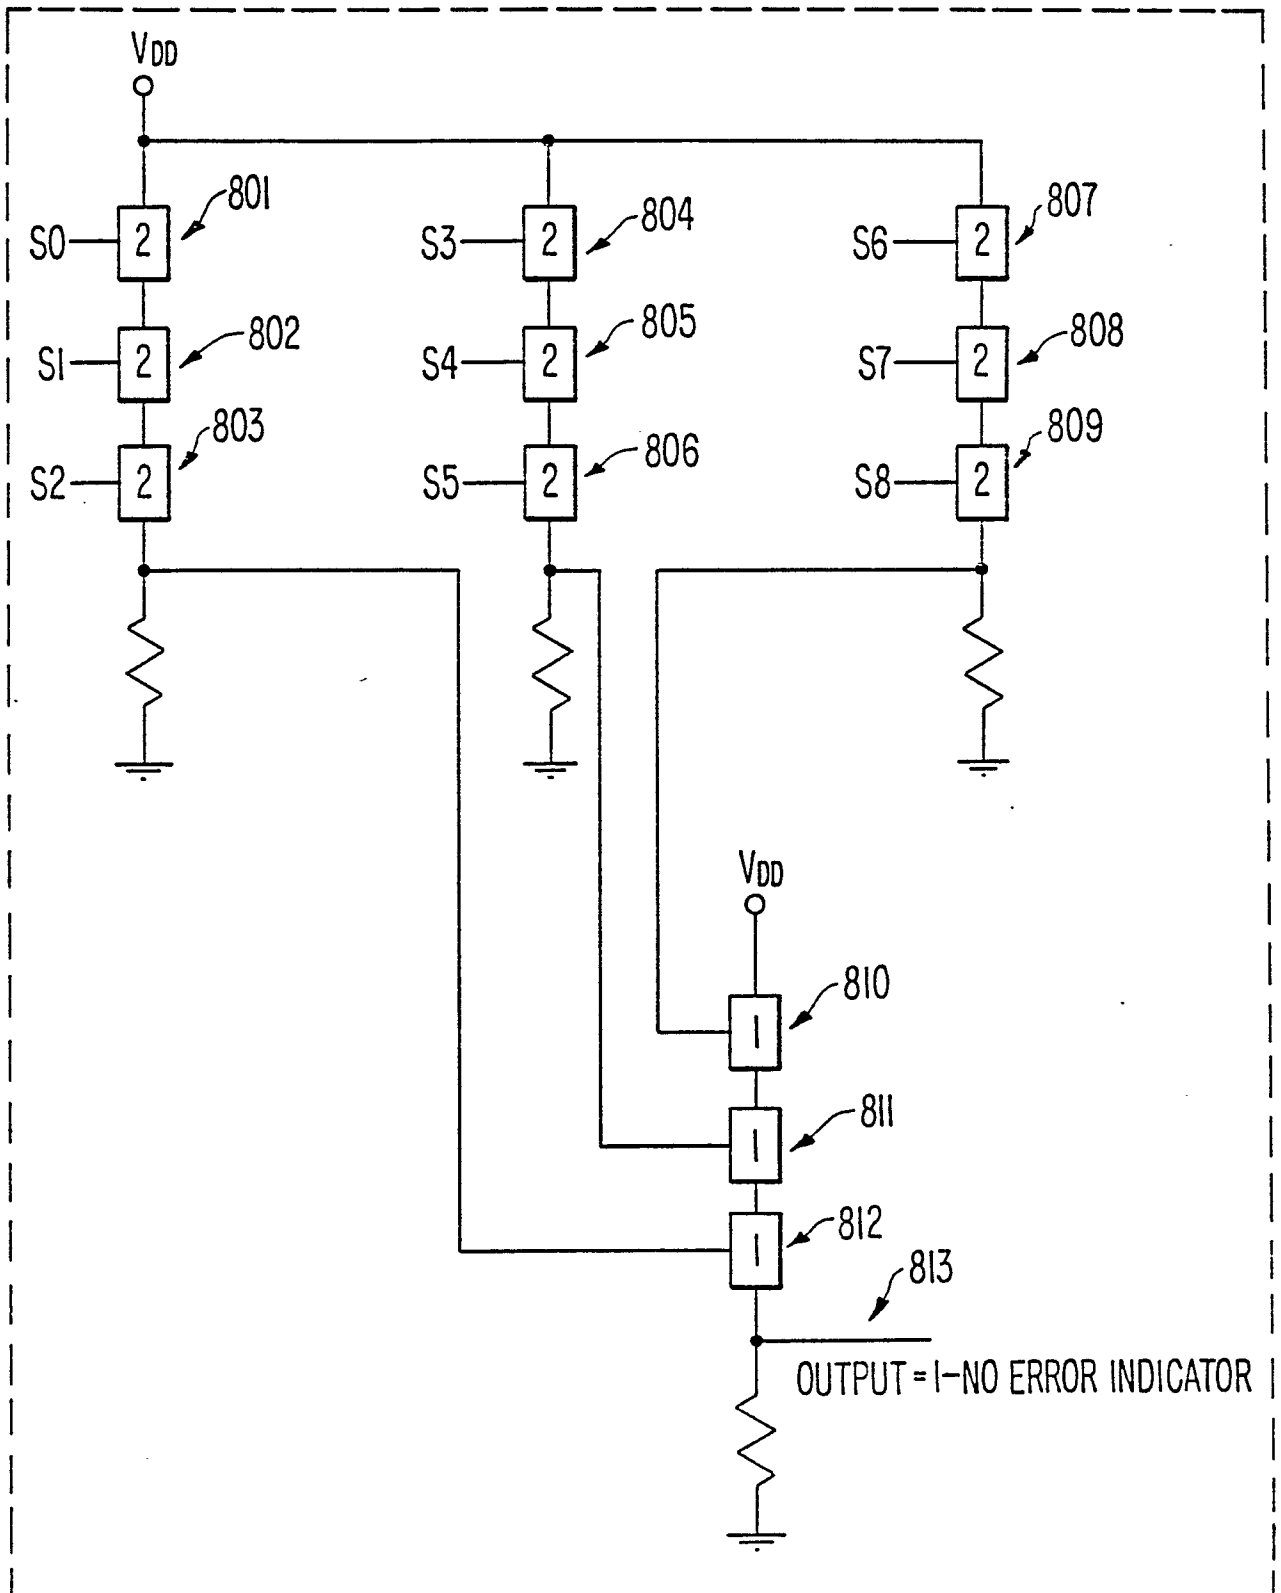 VDD
801
S0 2
804
S3 2
807
S6 2
802
S1 2
805
S4 2
808
S7 2
803
S2 2
806
S5 2
809
S8 2
VDD
810
1
811
1
812
1
813
OUTPUT = 1-NO ERROR INDICATOR